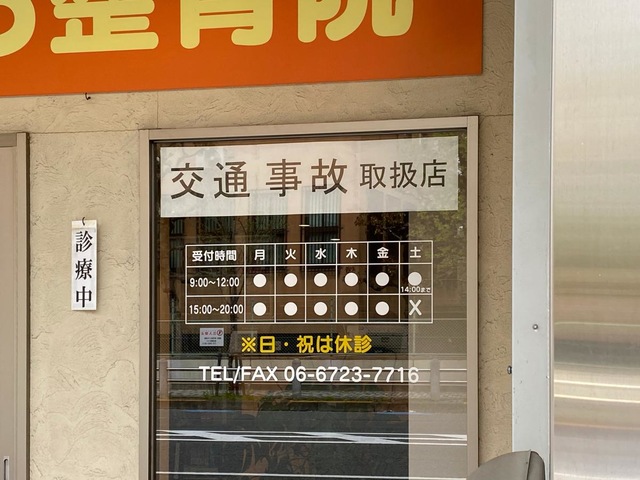 ろ整骨院
交通 事故 取扱店
受付時間 月 火 水 木 金 土
9:00〜12:00 ● ● ● ● ● ● 14:00まで
15:00〜20:00 ● ● ● ● ● X
※日・祝は休診
TEL/FAX 06-6723-7716
診療中